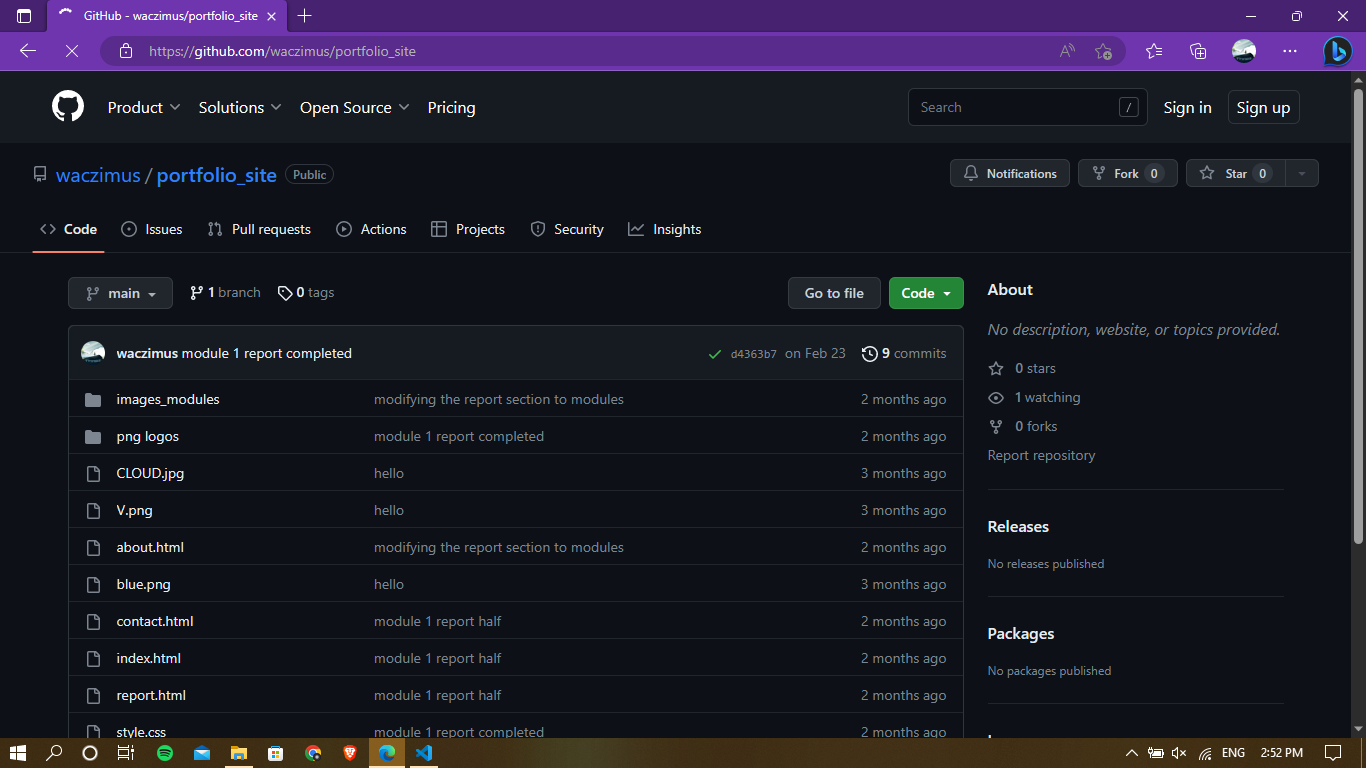 GitHub - waczimus/portfolio_site
https://github.com/waczimus/portfolio_site
Product Solutions Open Source Pricing Search / Sign in Sign up
waczimus / portfolio_site Public Notifications Fork 0 Star 0
Code Issues Pull requests Actions Projects Security Insights
main 1 branch 0 tags Go to file Code
waczimus module 1 report completed d4363b7 on Feb 23 9 commits
images_modules modifying the report section to modules 2 months ago
png logos module 1 report completed 2 months ago
CLOUD.jpg hello 3 months ago
V.png hello 3 months ago
about.html modifying the report section to modules 2 months ago
blue.png hello 3 months ago
contact.html module 1 report half 2 months ago
index.html module 1 report half 2 months ago
report.html module 1 report half 2 months ago
style.css module 1 report completed 2 months ago
About
No description, website, or topics provided.
0 stars
1 watching
0 forks
Report repository
Releases
No releases published
Packages
No packages published
ENG 2:52 PM